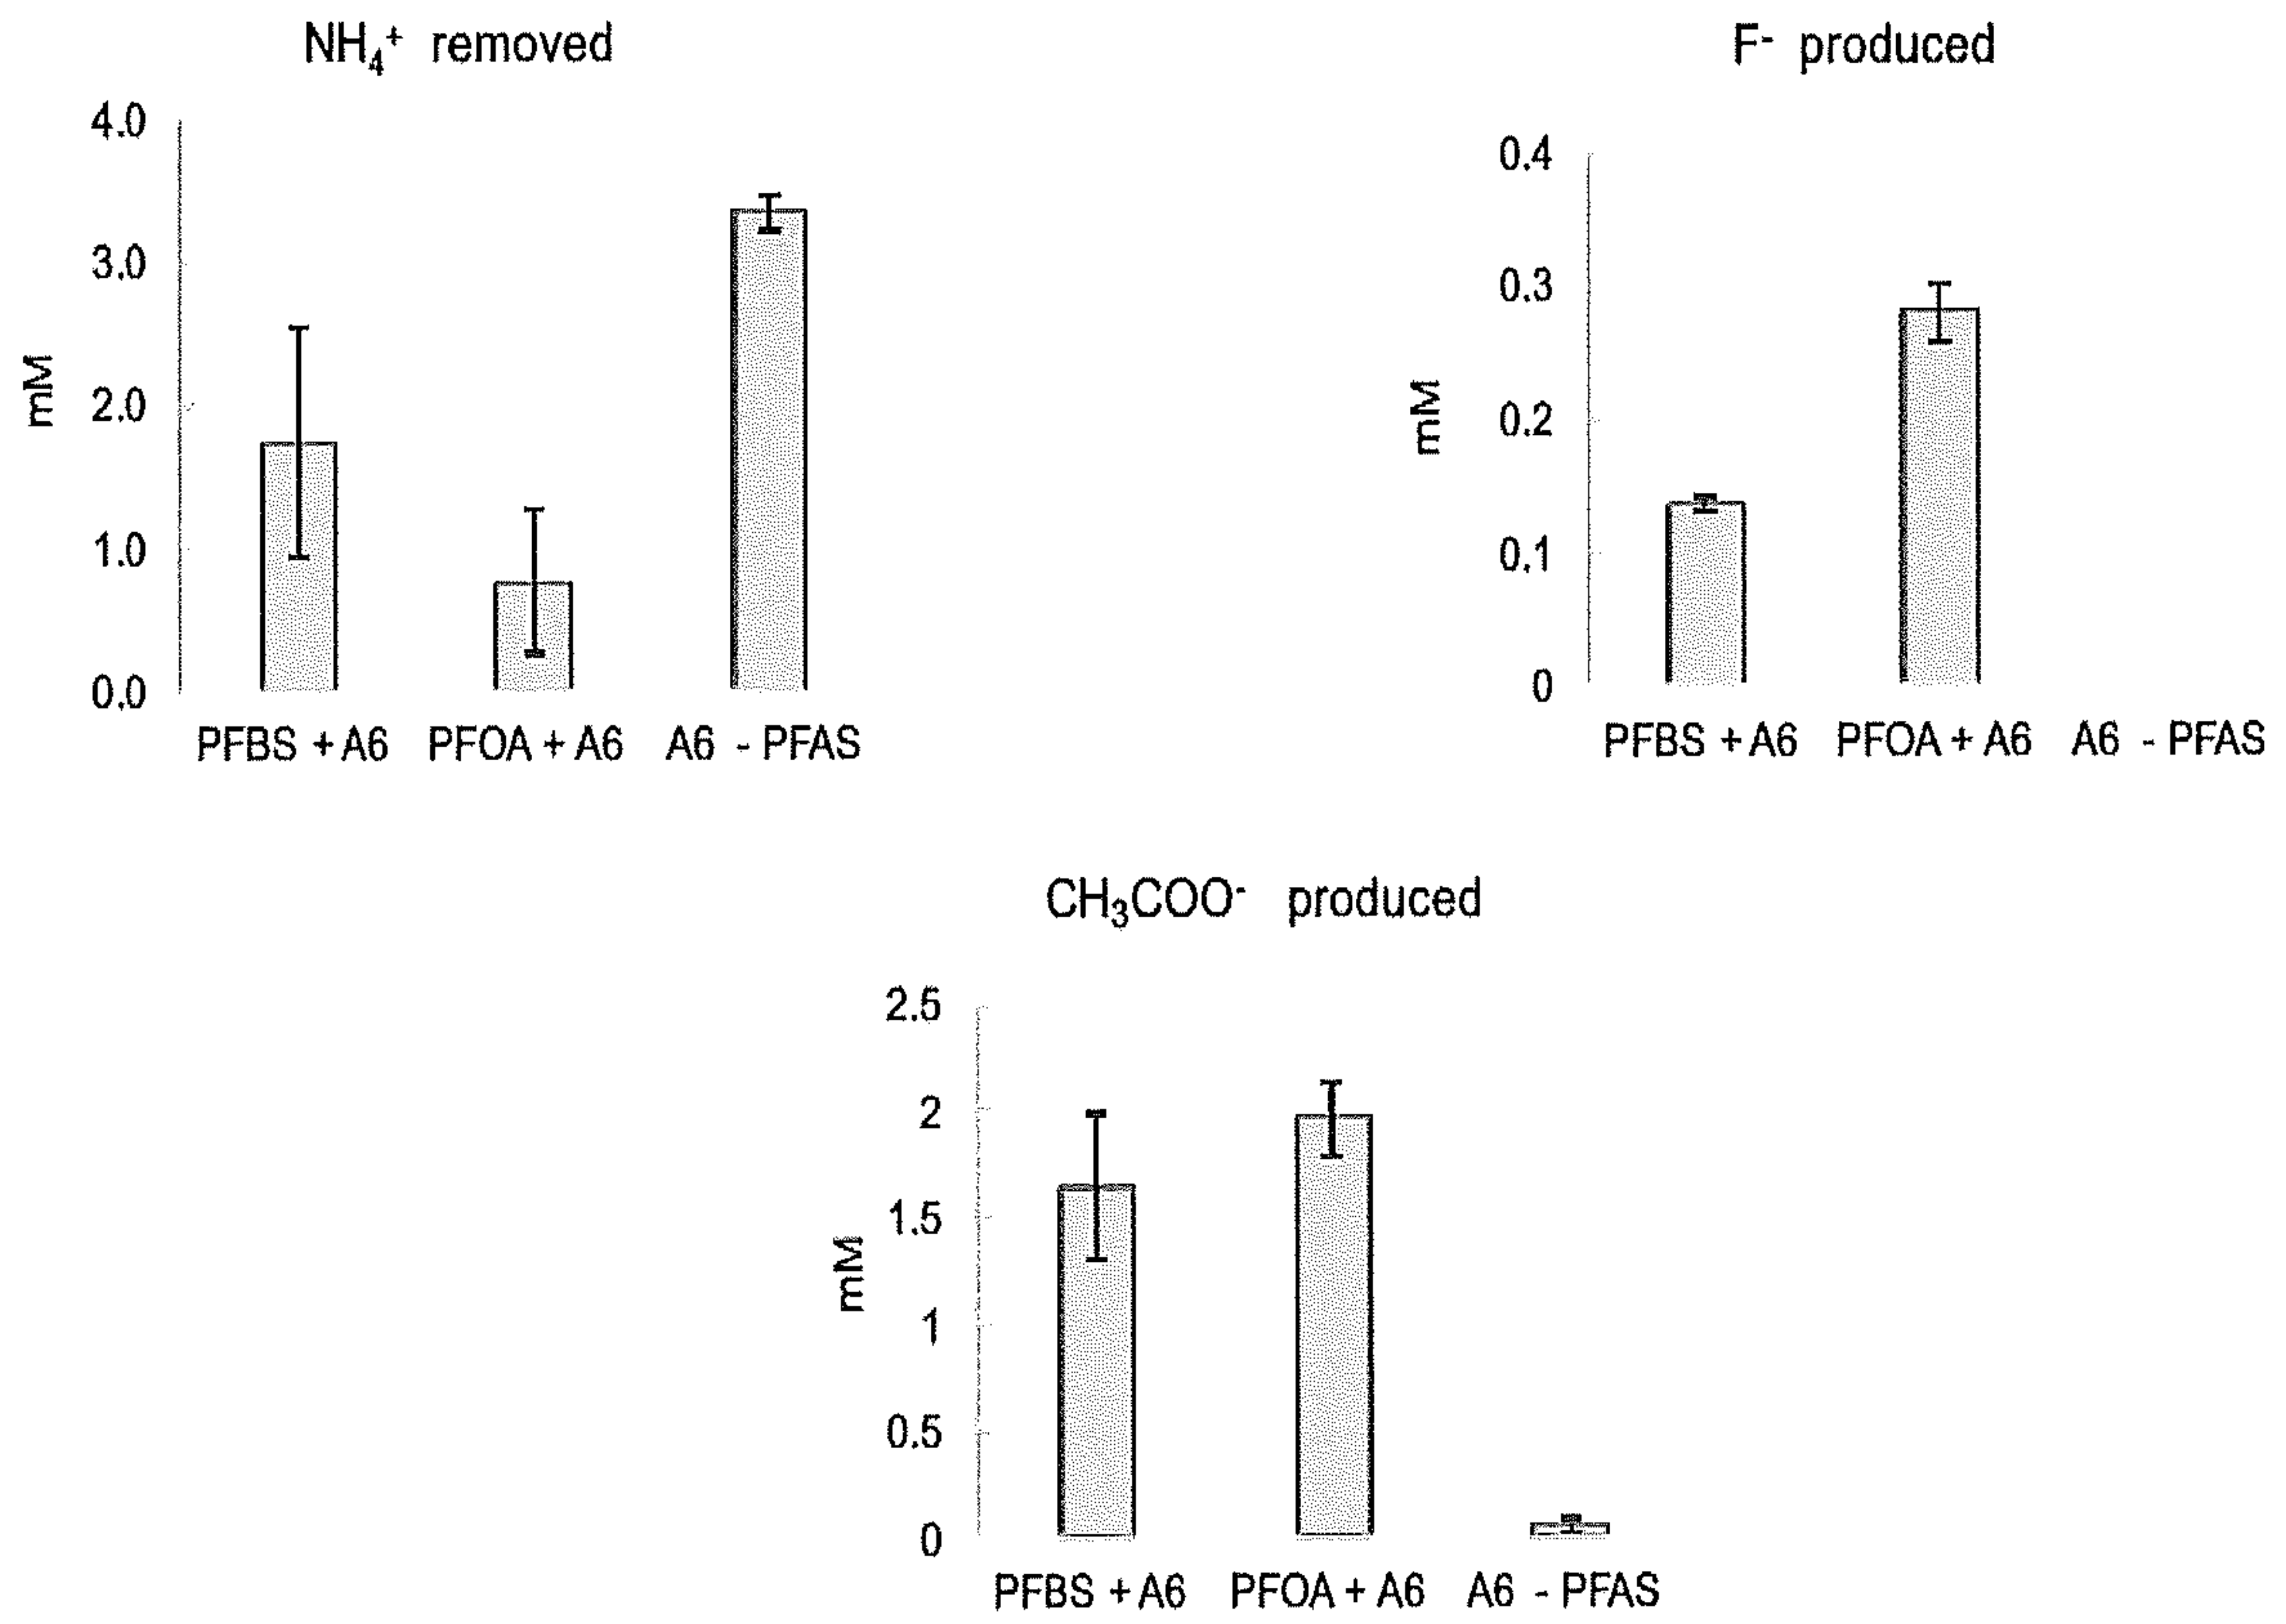 NH₄⁺ removed
4.0
3.0
2.0
1.0
0.0
mM
PFBS + A6 PFOA + A6 A6 - PFAS
F⁻ produced
0.4
0.3
0.2
0.1
0
mM
PFBS + A6 PFOA + A6 A6 - PFAS
CH₃COO⁻ produced
2.5
2
1.5
1
0.5
0
mM
PFBS + A6 PFOA + A6 A6 - PFAS